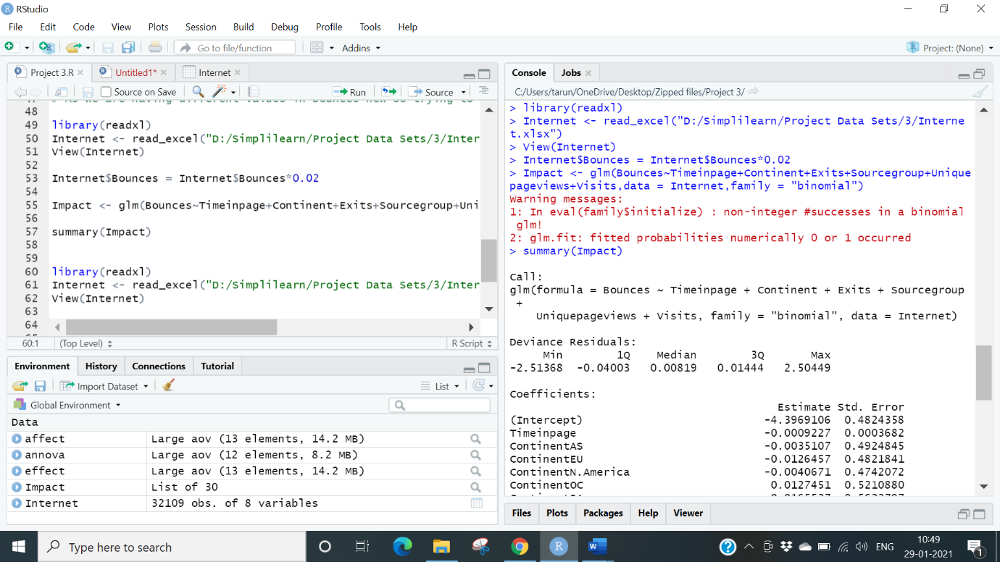 RStudio
File Edit Code View Plots Session Build Debug Profile Tools Help
Go to file/function Addins Project: (None)
Project 3.R Untitled1* Internet
Source on Save Run Source
# As we are having different values in bounces new so trying to
48
49 library(readxl)
50 Internet <- read_excel("D:/Simplilearn/Project Data Sets/3/Inter
51 View(Internet)
52
53 Internet$Bounces = Internet$Bounces*0.02
54
55 Impact <- glm(Bounces~Timeinpage+Continent+Exits+Sourcegroup+Uni
56
57 summary(Impact)
58
59
60 library(readxl)
61 Internet <- read_excel("D:/Simplilearn/Project Data Sets/3/Inter
62 View(Internet)
63
64
60:1 (Top Level) R Script
Environment History Connections Tutorial
Import Dataset List
Global Environment
Data
affect Large aov (13 elements, 14.2 MB)
annova Large aov (12 elements, 8.2 MB)
effect Large aov (13 elements, 14.2 MB)
Impact List of 30
Internet 32109 obs. of 8 variables
Console Jobs
C:/Users/tarun/OneDrive/Desktop/Zipped files/Project 3/
> library(readxl)
> Internet <- read_excel("D:/Simplilearn/Project Data Sets/3/Interne
t.xlsx")
> View(Internet)
> Internet$Bounces = Internet$Bounces*0.02
> Impact <- glm(Bounces~Timeinpage+Continent+Exits+Sourcegroup+Unique
pageviews+Visits,data = Internet,family = "binomial")
Warning messages:
1: In eval(family$initialize) : non-integer #successes in a binomial
glm!
2: glm.fit: fitted probabilities numerically 0 or 1 occurred
> summary(Impact)
Call:
glm(formula = Bounces ~ Timeinpage + Continent + Exits + Sourcegroup
+
Uniquepageviews + Visits, family = "binomial", data = Internet)
Deviance Residuals:
Min 1Q Median 3Q Max
-2.51368 -0.04003 0.00819 0.01444 2.50449
Coefficients:
Estimate Std. Error
(Intercept) -4.3969106 0.4824358
Timeinpage -0.0009227 0.0003682
ContinentAS -0.0035107 0.4924845
ContinentEU -0.0126457 0.4821841
ContinentN.America -0.0040671 0.4742072
ContinentOC 0.0127451 0.5210880
Files Plots Packages Help Viewer
Type here to search
ENG 10:49
29-01-2021
1